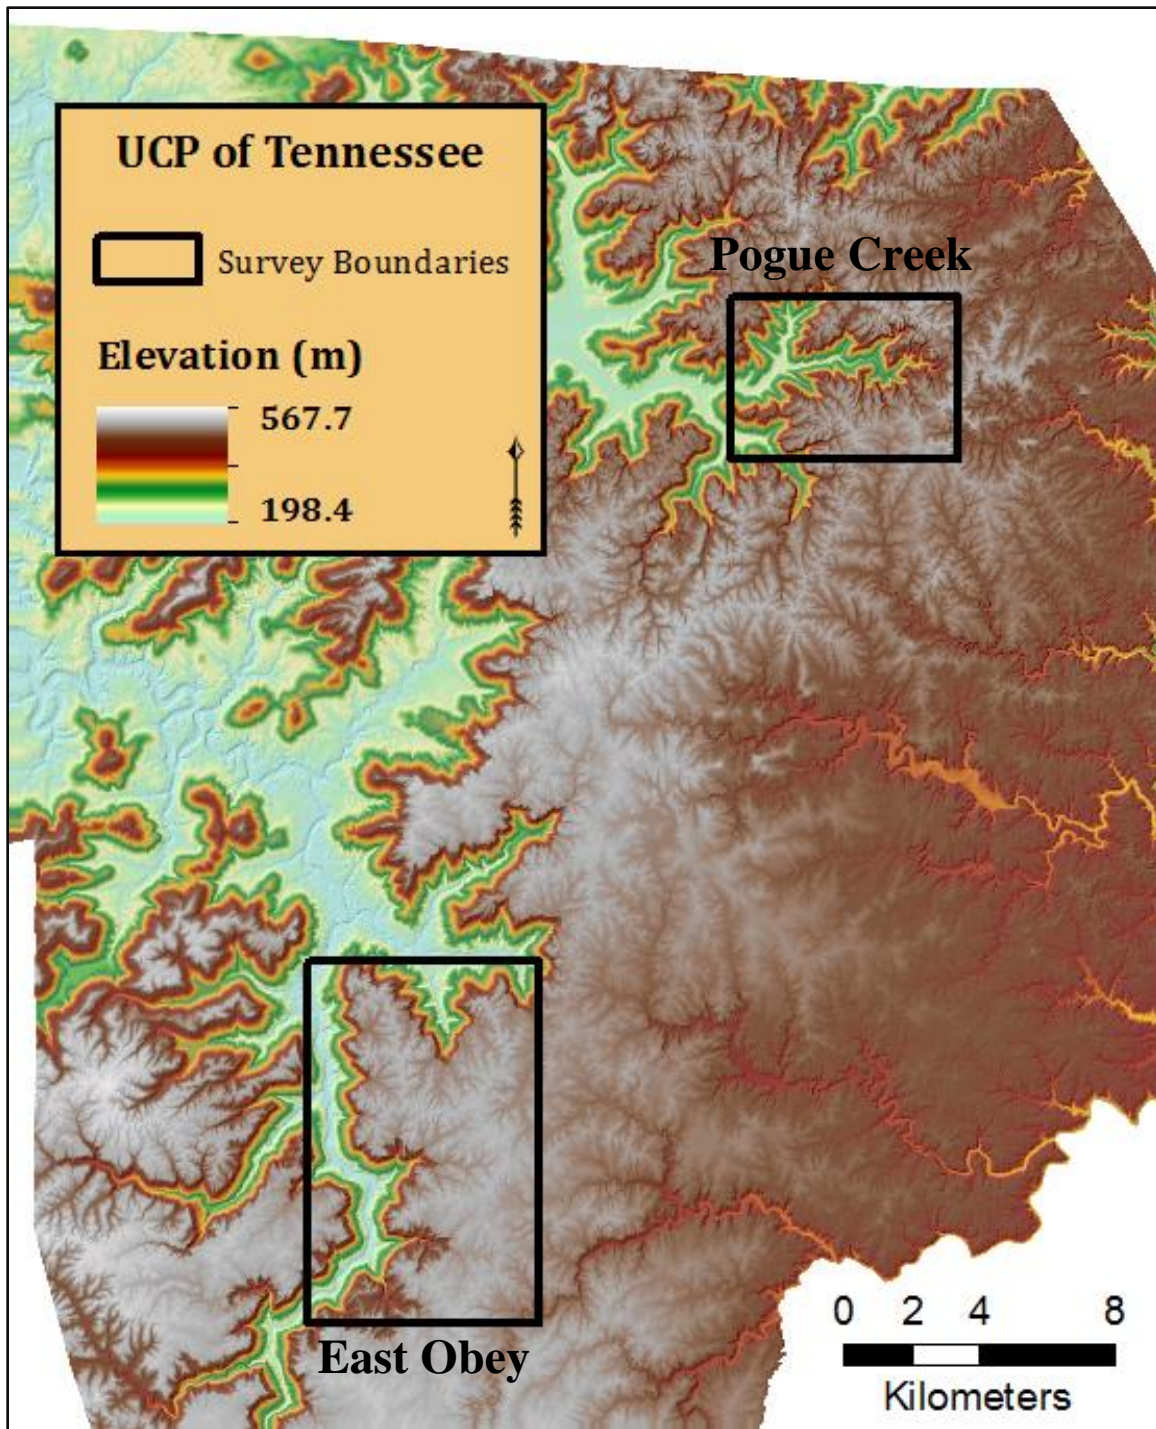 UCP of Tennessee
Survey Boundaries
Elevation (m)
567.7
198.4
Pogue Creek
East Obey
0 2 4 8
Kilometers